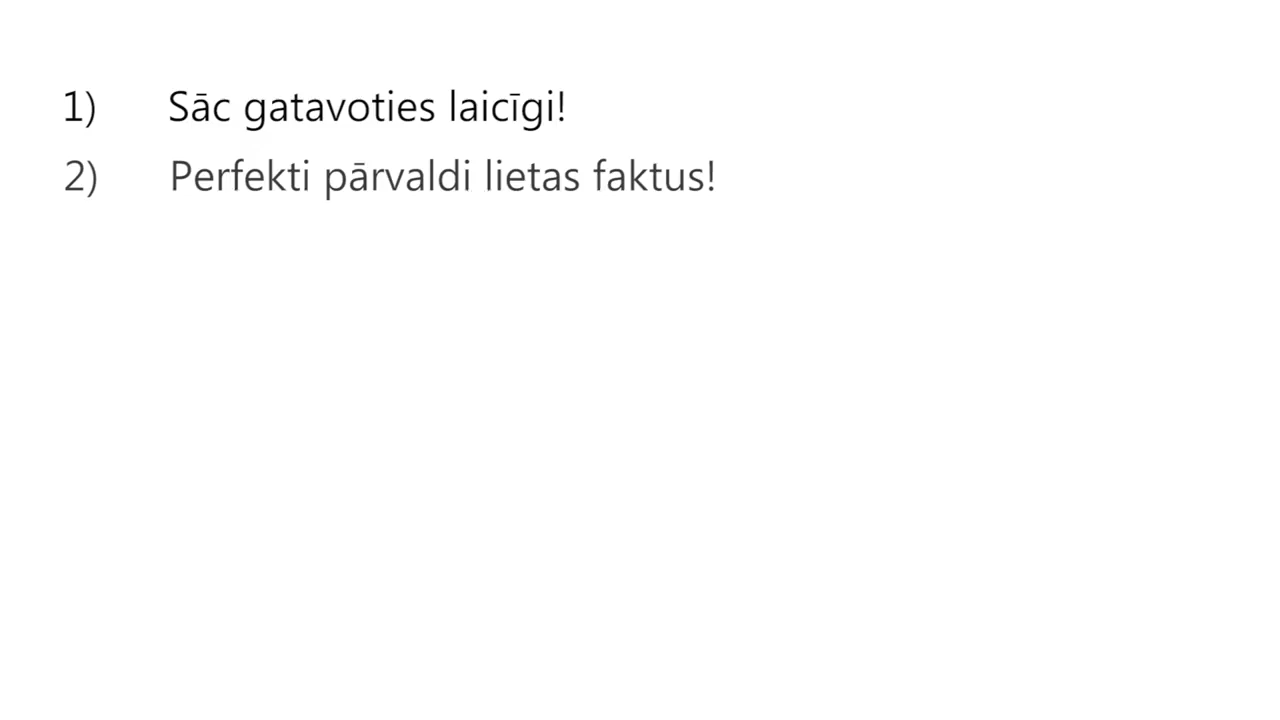 1) Sāc gatavoties laicīgi!
2) Perfekti pārvaldi lietas faktus!